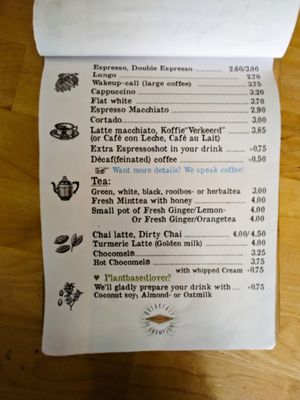 Espresso, Double Espresso 2.60/3.00
Lungo 2.70
Wakeup-call (large coffee) 3.75
Cappuccino 3.20
Flat white 3.70
Espresso Macchiato 2.90
Cortado 3.00
Latte macchiato, Koffie"Verkeerd" 3.85
(or Café con Leche, Café au Lait)
Extra Espressoshot in your drink +0.75
Décaf(feinated) coffee +0.50
Want more details? We speak coffee!
Tea:
Green, white, black, rooibos- or herbaltea 3.00
Fresh Minttea with honey 4.00
Small pot of Fresh Ginger/Lemon- 4.00
Or Fresh Ginger/Orangetea 4.00
Chai latte, Dirty Chai 4.00/4.50
Turmeric Latte (Golden milk) 4.00
Chocomel® 3.25
Hot Chocomel® 3.75
with whipped Cream +0.75
♥ Plantbasedlover?
We'll gladly prepare your drink with +0.75
Coconut soy; Almond- or Oatmilk